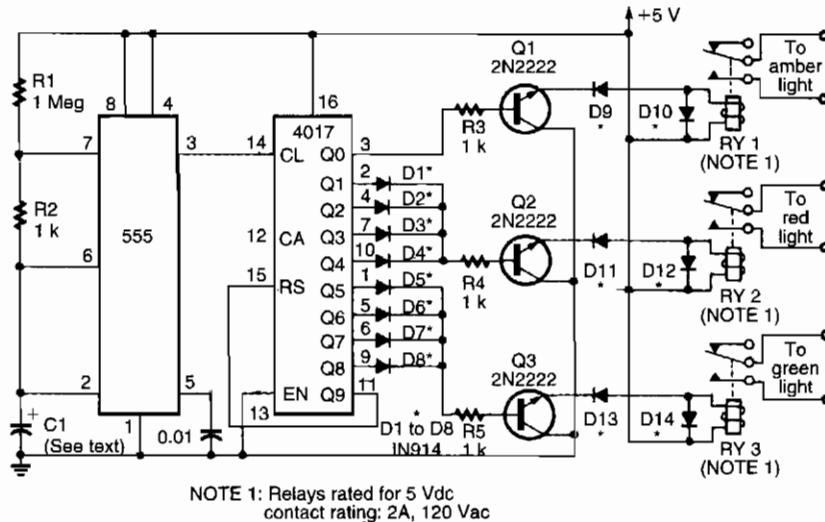 +5 V
R1
1 Meg
8
4
7
3
R2
1 k
6
555
2
5
1
C1
(See text)
+
0.01
16
4017
14
CL
Q0
3
Q1
2
D1*
Q2
4
D2*
12
CA
Q3
7
D3*
Q4
10
D4*
15
RS
Q5
1
D5*
Q6
5
D6*
Q7
6
D7*
Q8
9
D8*
EN
Q9
11
13
*
D1 to D8
IN914
Q1
2N2222
R3
1 k
D9
*
D10
*
To
amber
light
RY 1
(NOTE 1)
Q2
2N2222
R4
1 k
D11
*
D12
*
To
red
light
RY 2
(NOTE 1)
Q3
2N2222
R5
1 k
D13
*
D14
*
To
green
light
RY 3
(NOTE 1)
NOTE 1: Relays rated for 5 Vdc
contact rating: 2A, 120 Vac